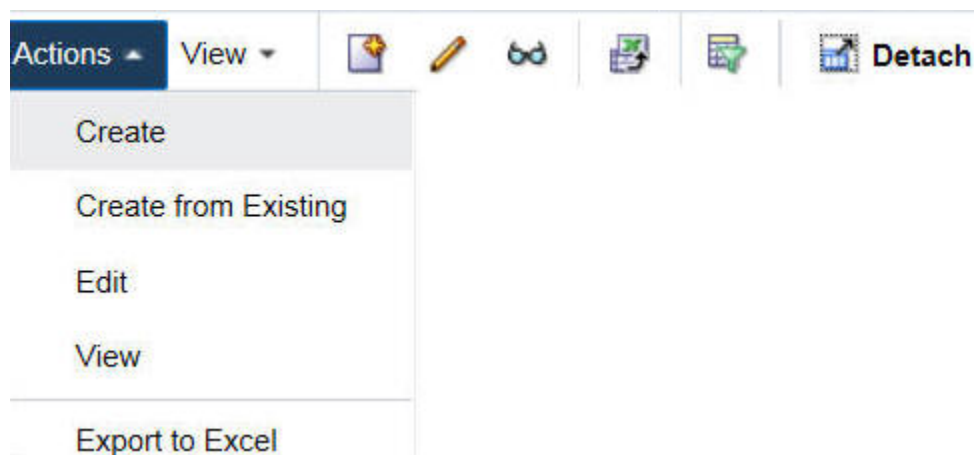 Actions View Detach
Create
Create from Existing
Edit
View
Export to Excel